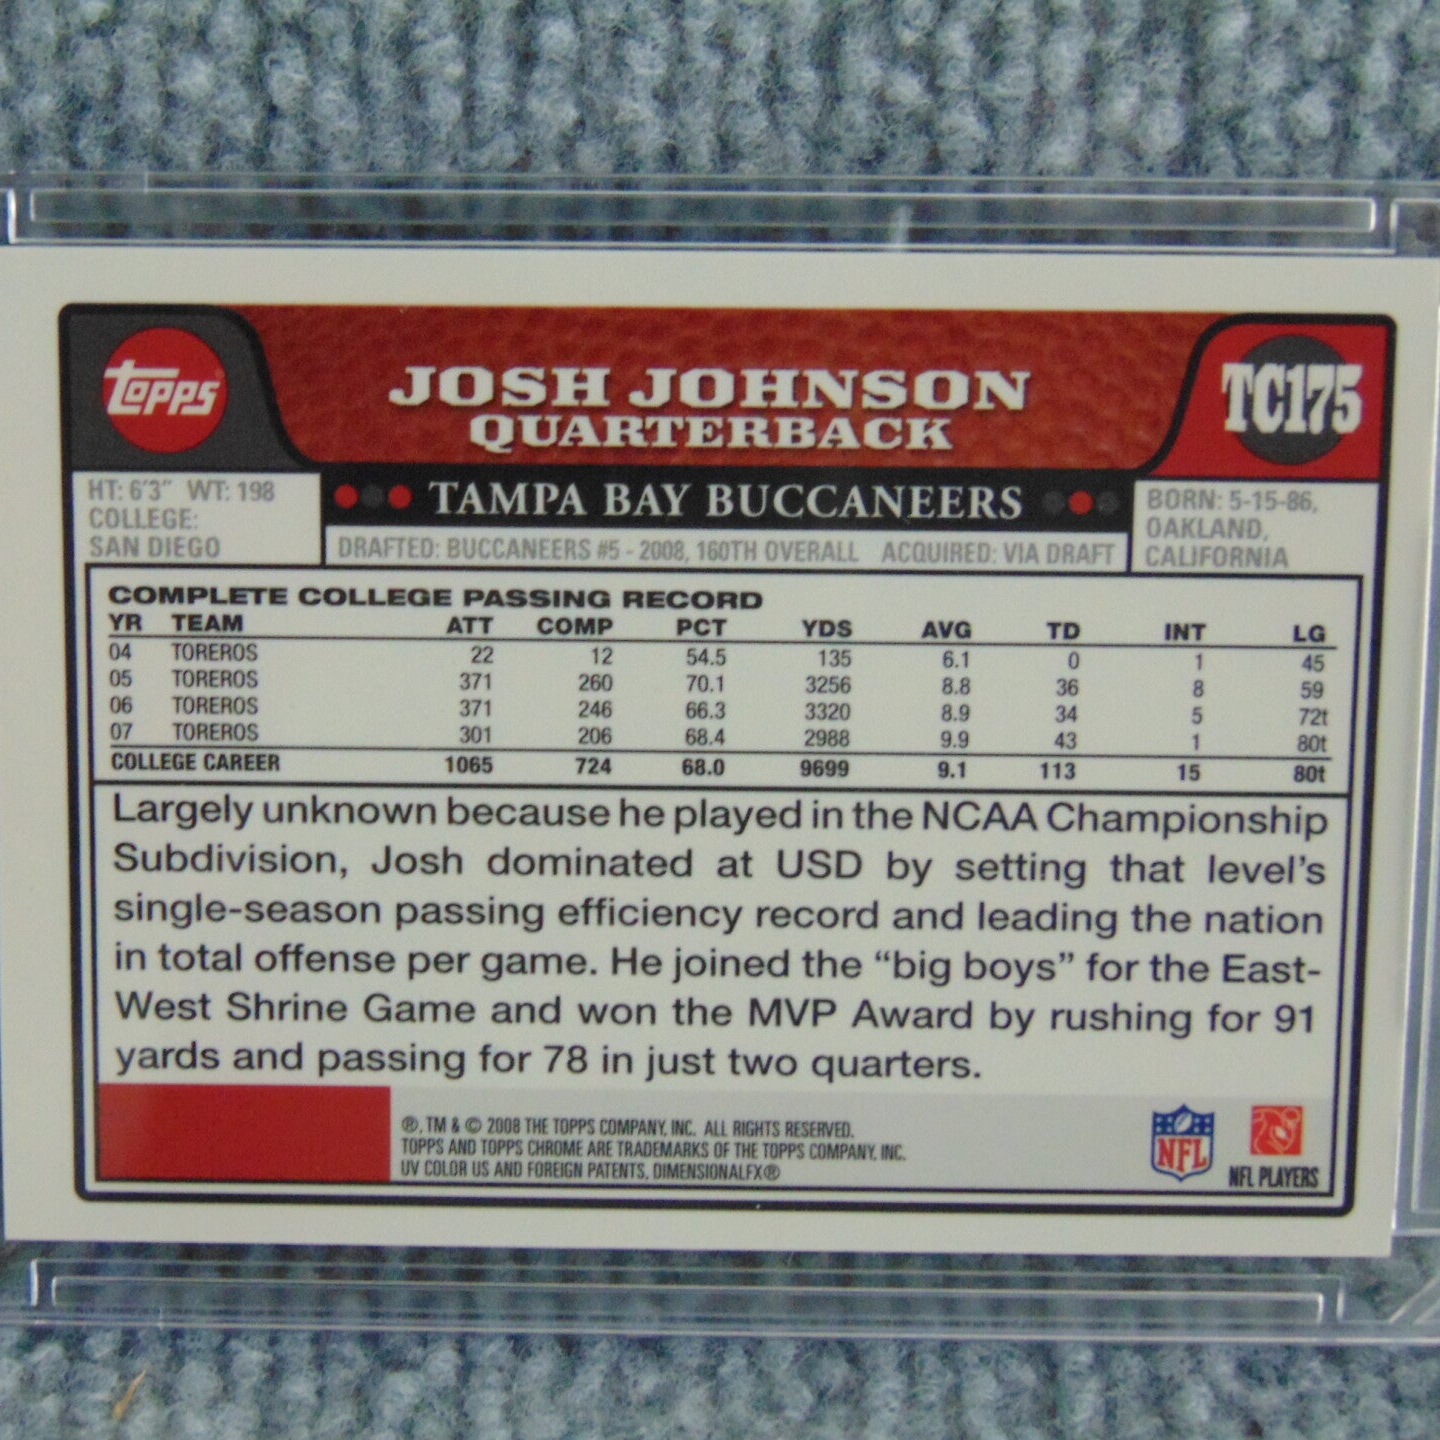 topps
JOSH JOHNSON
QUARTERBACK
TC175
HT: 6'3" WT: 198
COLLEGE:
SAN DIEGO
TAMPA BAY BUCCANEERS
DRAFTED: BUCCANEERS #5 - 2008, 160TH OVERALL ACQUIRED: VIA DRAFT
BORN: 5-15-86,
OAKLAND,
CALIFORNIA
COMPLETE COLLEGE PASSING RECORD
YR TEAM ATT COMP PCT YDS AVG TD INT LG
04 TOREROS 22 12 54.5 135 6.1 0 1 45
05 TOREROS 371 260 70.1 3256 8.8 36 8 59
06 TOREROS 371 246 66.3 3320 8.9 34 5 72t
07 TOREROS 301 206 68.4 2988 9.9 43 1 80t
COLLEGE CAREER 1065 724 68.0 9699 9.1 113 15 80t
Largely unknown because he played in the NCAA Championship
Subdivision, Josh dominated at USD by setting that level's
single-season passing efficiency record and leading the nation
in total offense per game. He joined the “big boys” for the East-
West Shrine Game and won the MVP Award by rushing for 91
yards and passing for 78 in just two quarters.
®, TM & © 2008 THE TOPPS COMPANY, INC. ALL RIGHTS RESERVED.
TOPPS AND TOPPS CHROME ARE TRADEMARKS OF THE TOPPS COMPANY, INC.
UV COLOR US AND FOREIGN PATENTS, DIMENSIONALFX®
NFL
NFL PLAYERS